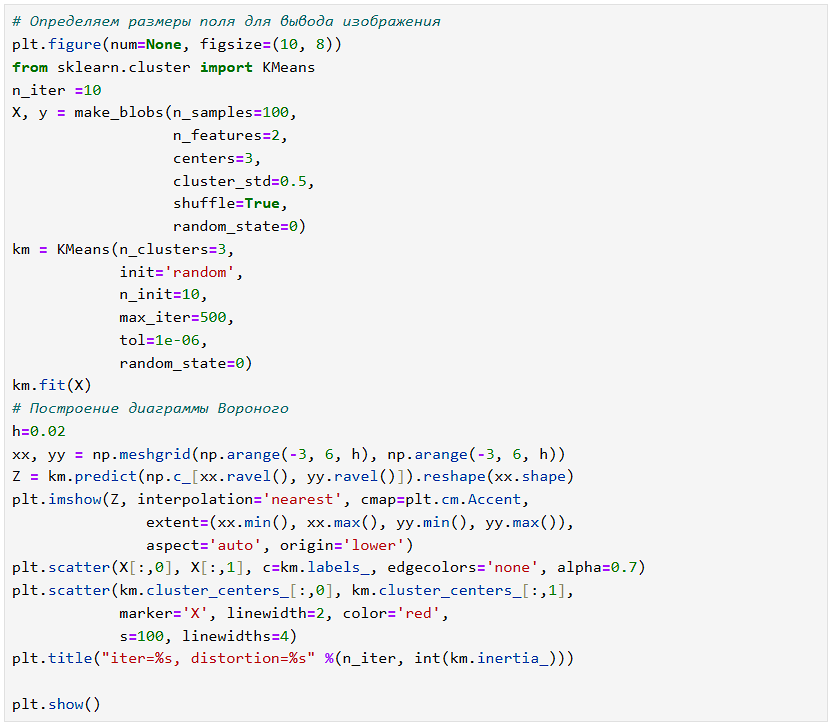 # Определяем размеры поля для вывода изображения
plt.figure(num=None, figsize=(10, 8))
from sklearn.cluster import KMeans
n_iter =10
X, y = make_blobs(n_samples=100,
                  n_features=2,
                  centers=3,
                  cluster_std=0.5,
                  shuffle=True,
                  random_state=0)
km = KMeans(n_clusters=3,
            init='random',
            n_init=10,
            max_iter=500,
            tol=1e-06,
            random_state=0)
km.fit(X)
# Построение диаграммы Вороного
h=0.02
xx, yy = np.meshgrid(np.arange(-3, 6, h), np.arange(-3, 6, h))
Z = km.predict(np.c_[xx.ravel(), yy.ravel()]).reshape(xx.shape)
plt.imshow(Z, interpolation='nearest', cmap=plt.cm.Accent,
               extent=(xx.min(), xx.max(), yy.min(), yy.max()),
               aspect='auto', origin='lower')
plt.scatter(X[:,0], X[:,1], c=km.labels_, edgecolors='none', alpha=0.7)
plt.scatter(km.cluster_centers_[:,0], km.cluster_centers_[:,1],
            marker='X', linewidth=2, color='red',
            s=100, linewidths=4)
plt.title("iter=%s, distortion=%s" %(n_iter, int(km.inertia_)))
plt.show()